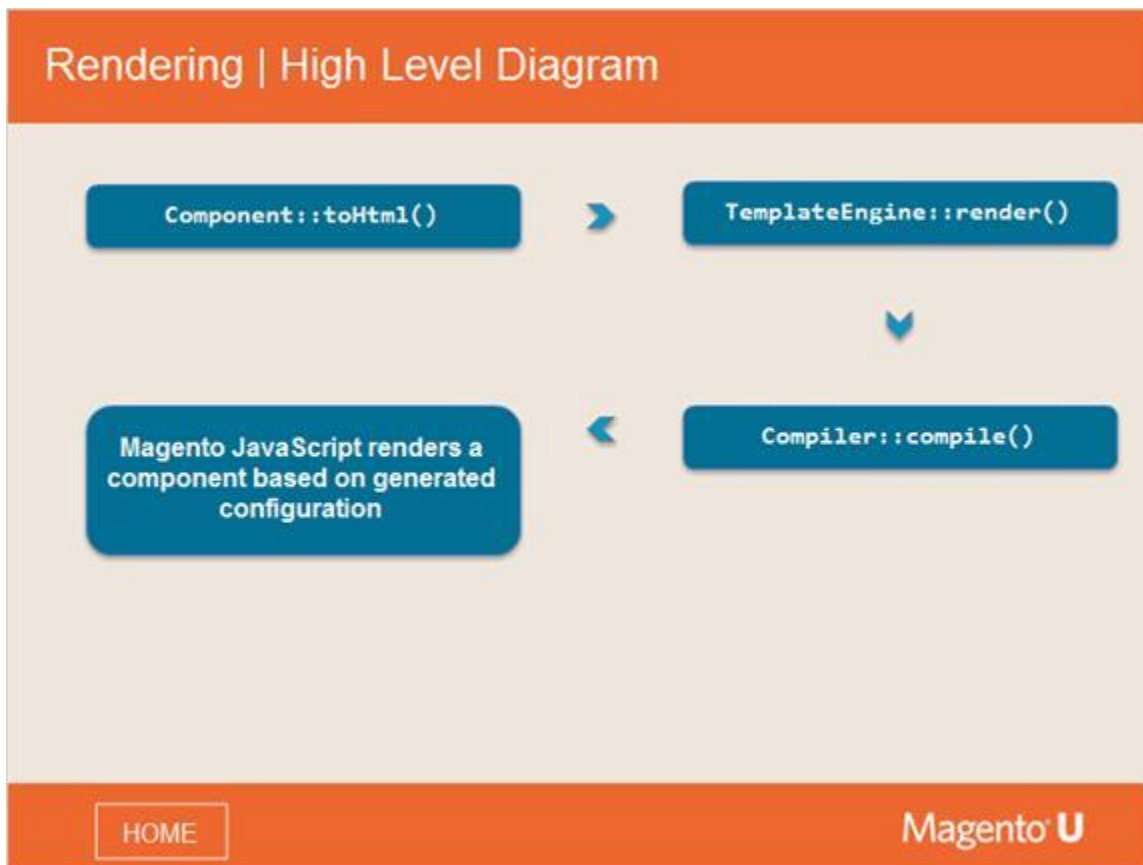 Rendering | High Level Diagram
Component::toHtml()
TemplateEngine::render()
Compiler::compile()
Magento JavaScript renders a
component based on generated
configuration
HOME
Magento U